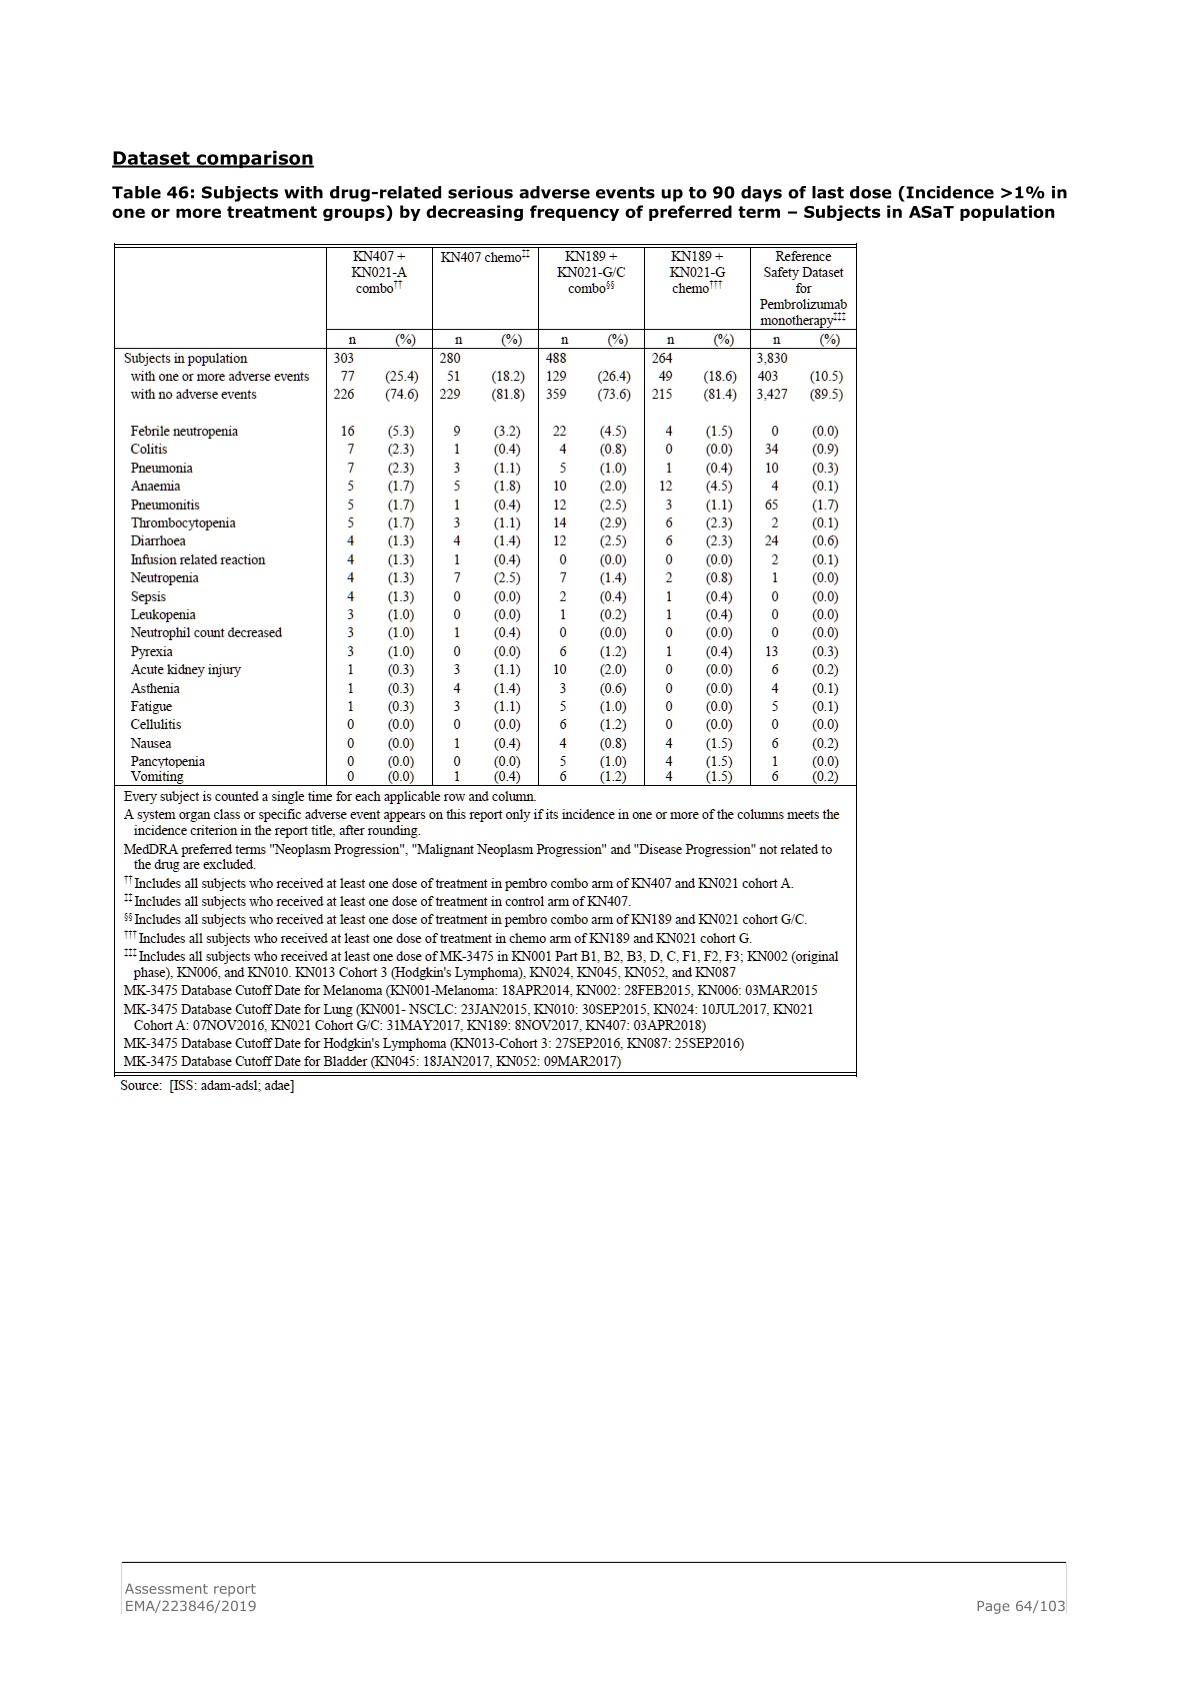 Dataset comparison
Table 46: Subjects with drug-related serious adverse events up to 90 days of last dose (Incidence >1% in
one or more treatment groups) by decreasing frequency of preferred term – Subjects in ASaT population
KN407 + KN021-A combo†† KN407 chemo‡‡ KN189 + KN021-G/C combo§§ KN189 + KN021-G chemo††† Reference Safety Dataset for Pembrolizumab monotherapy‡‡‡
n (%) n (%) n (%) n (%) n (%)
Subjects in population 303 280 488 264 3,830
with one or more adverse events 77 (25.4) 51 (18.2) 129 (26.4) 49 (18.6) 403 (10.5)
with no adverse events 226 (74.6) 229 (81.8) 359 (73.6) 215 (81.4) 3,427 (89.5)
Febrile neutropenia 16 (5.3) 9 (3.2) 22 (4.5) 4 (1.5) 0 (0.0)
Colitis 7 (2.3) 1 (0.4) 4 (0.8) 0 (0.0) 34 (0.9)
Pneumonia 7 (2.3) 3 (1.1) 5 (1.0) 1 (0.4) 10 (0.3)
Anaemia 5 (1.7) 5 (1.8) 10 (2.0) 12 (4.5) 4 (0.1)
Pneumonitis 5 (1.7) 1 (0.4) 12 (2.5) 3 (1.1) 65 (1.7)
Thrombocytopenia 5 (1.7) 3 (1.1) 14 (2.9) 6 (2.3) 2 (0.1)
Diarrhoea 4 (1.3) 4 (1.4) 12 (2.5) 6 (2.3) 24 (0.6)
Infusion related reaction 4 (1.3) 1 (0.4) 0 (0.0) 0 (0.0) 2 (0.1)
Neutropenia 4 (1.3) 7 (2.5) 7 (1.4) 2 (0.8) 1 (0.0)
Sepsis 4 (1.3) 0 (0.0) 2 (0.4) 1 (0.4) 0 (0.0)
Leukopenia 3 (1.0) 0 (0.0) 1 (0.2) 1 (0.4) 0 (0.0)
Neutrophil count decreased 3 (1.0) 1 (0.4) 0 (0.0) 0 (0.0) 0 (0.0)
Pyrexia 3 (1.0) 0 (0.0) 6 (1.2) 1 (0.4) 13 (0.3)
Acute kidney injury 1 (0.3) 3 (1.1) 10 (2.0) 0 (0.0) 6 (0.2)
Asthenia 1 (0.3) 4 (1.4) 3 (0.6) 0 (0.0) 4 (0.1)
Fatigue 1 (0.3) 3 (1.1) 5 (1.0) 0 (0.0) 5 (0.1)
Cellulitis 0 (0.0) 0 (0.0) 6 (1.2) 0 (0.0) 0 (0.0)
Nausea 0 (0.0) 1 (0.4) 4 (0.8) 4 (1.5) 6 (0.2)
Pancytopenia 0 (0.0) 0 (0.0) 5 (1.0) 4 (1.5) 1 (0.0)
Vomiting 0 (0.0) 1 (0.4) 6 (1.2) 4 (1.5) 6 (0.2)
Every subject is counted a single time for each applicable row and column.
A system organ class or specific adverse event appears on this report only if its incidence in one or more of the columns meets the
incidence criterion in the report title, after rounding.
MedDRA preferred terms "Neoplasm Progression", "Malignant Neoplasm Progression" and "Disease Progression" not related to
the drug are excluded.
†† Includes all subjects who received at least one dose of treatment in pembro combo arm of KN407 and KN021 cohort A.
‡‡ Includes all subjects who received at least one dose of treatment in control arm of KN407.
§§ Includes all subjects who received at least one dose of treatment in pembro combo arm of KN189 and KN021 cohort G/C.
††† Includes all subjects who received at least one dose of treatment in chemo arm of KN189 and KN021 cohort G.
‡‡‡ Includes all subjects who received at least one dose of MK-3475 in KN001 Part B1, B2, B3, D, C, F1, F2, F3; KN002 (original
phase), KN006, and KN010. KN013 Cohort 3 (Hodgkin's Lymphoma), KN024, KN045, KN052, and KN087
MK-3475 Database Cutoff Date for Melanoma (KN001-Melanoma: 18APR2014, KN002: 28FEB2015, KN006: 03MAR2015
MK-3475 Database Cutoff Date for Lung (KN001- NSCLC: 23JAN2015, KN010: 30SEP2015, KN024: 10JUL2017, KN021
Cohort A: 07NOV2016, KN021 Cohort G/C: 31MAY2017, KN189: 8NOV2017, KN407: 03APR2018)
MK-3475 Database Cutoff Date for Hodgkin's Lymphoma (KN013-Cohort 3: 27SEP2016, KN087: 25SEP2016)
MK-3475 Database Cutoff Date for Bladder (KN045: 18JAN2017, KN052: 09MAR2017)
Source: [ISS: adam-adsl; adae]
Assessment report
EMA/223846/2019 Page 64/103